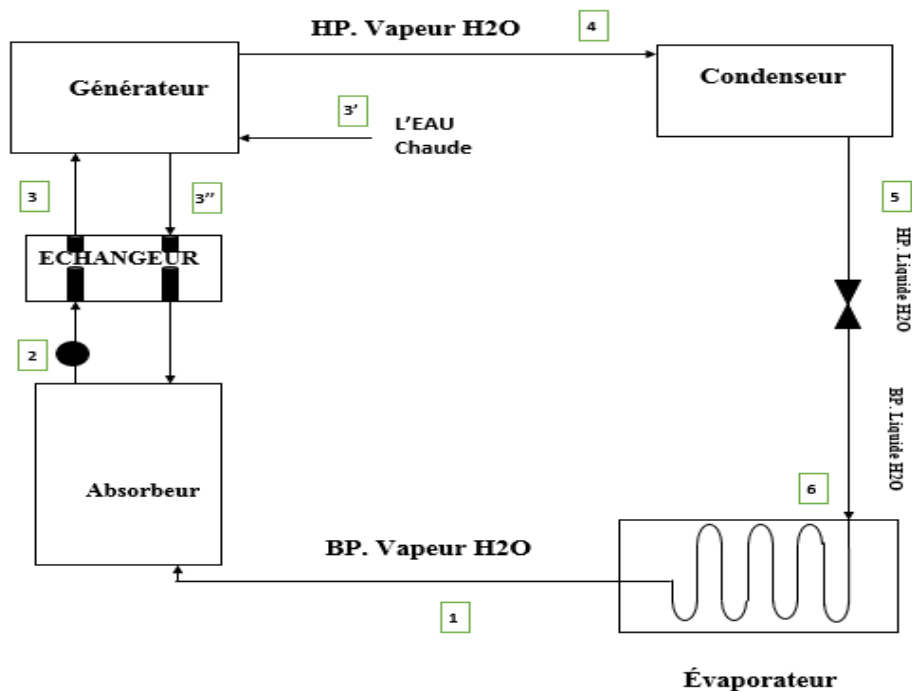 HP. Vapeur H2O
4
Générateur
Condenseur
3'
L'EAU
Chaude
3
3''
5
ECHANGEUR
HP. Liquide H2O
2
BP. Liquide H2O
Absorbeur
6
BP. Vapeur H2O
1
Évaporateur